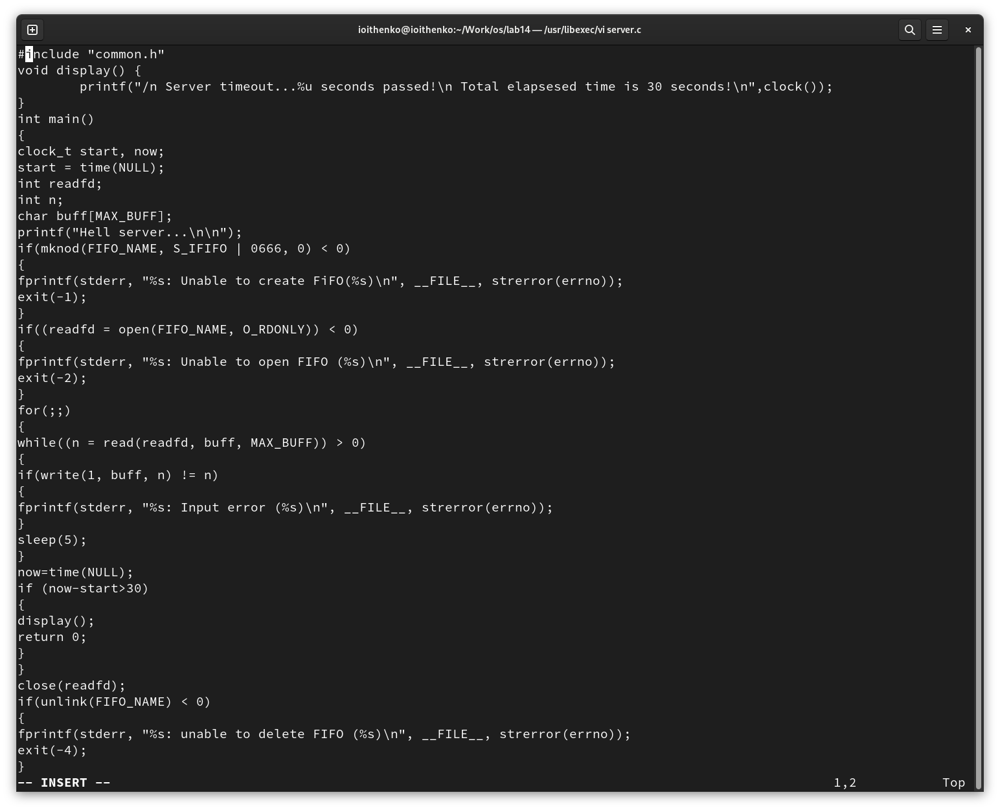 ioithenko@ioithenko:~/Work/os/lab14 — /usr/libexec/vi server.c
#include "common.h"
void display() {
        printf("/n Server timeout...%u seconds passed!\n Total elapsesed time is 30 seconds!\n",clock());
}
int main()
{
clock_t start, now;
start = time(NULL);
int readfd;
int n;
char buff[MAX_BUFF];
printf("Hell server...\n\n");
if(mknod(FIFO_NAME, S_IFIFO | 0666, 0) < 0)
{
fprintf(stderr, "%s: Unable to create FiFO(%s)\n", __FILE__, strerror(errno));
exit(-1);
}
if((readfd = open(FIFO_NAME, O_RDONLY)) < 0)
{
fprintf(stderr, "%s: Unable to open FIFO (%s)\n", __FILE__, strerror(errno));
exit(-2);
}
for(;;)
{
while((n = read(readfd, buff, MAX_BUFF)) > 0)
{
if(write(1, buff, n) != n)
{
fprintf(stderr, "%s: Input error (%s)\n", __FILE__, strerror(errno));
}
sleep(5);
}
now=time(NULL);
if (now-start>30)
{
display();
return 0;
}
}
close(readfd);
if(unlink(FIFO_NAME) < 0)
{
fprintf(stderr, "%s: unable to delete FIFO (%s)\n", __FILE__, strerror(errno));
exit(-4);
}
-- INSERT -- 1,2 Top